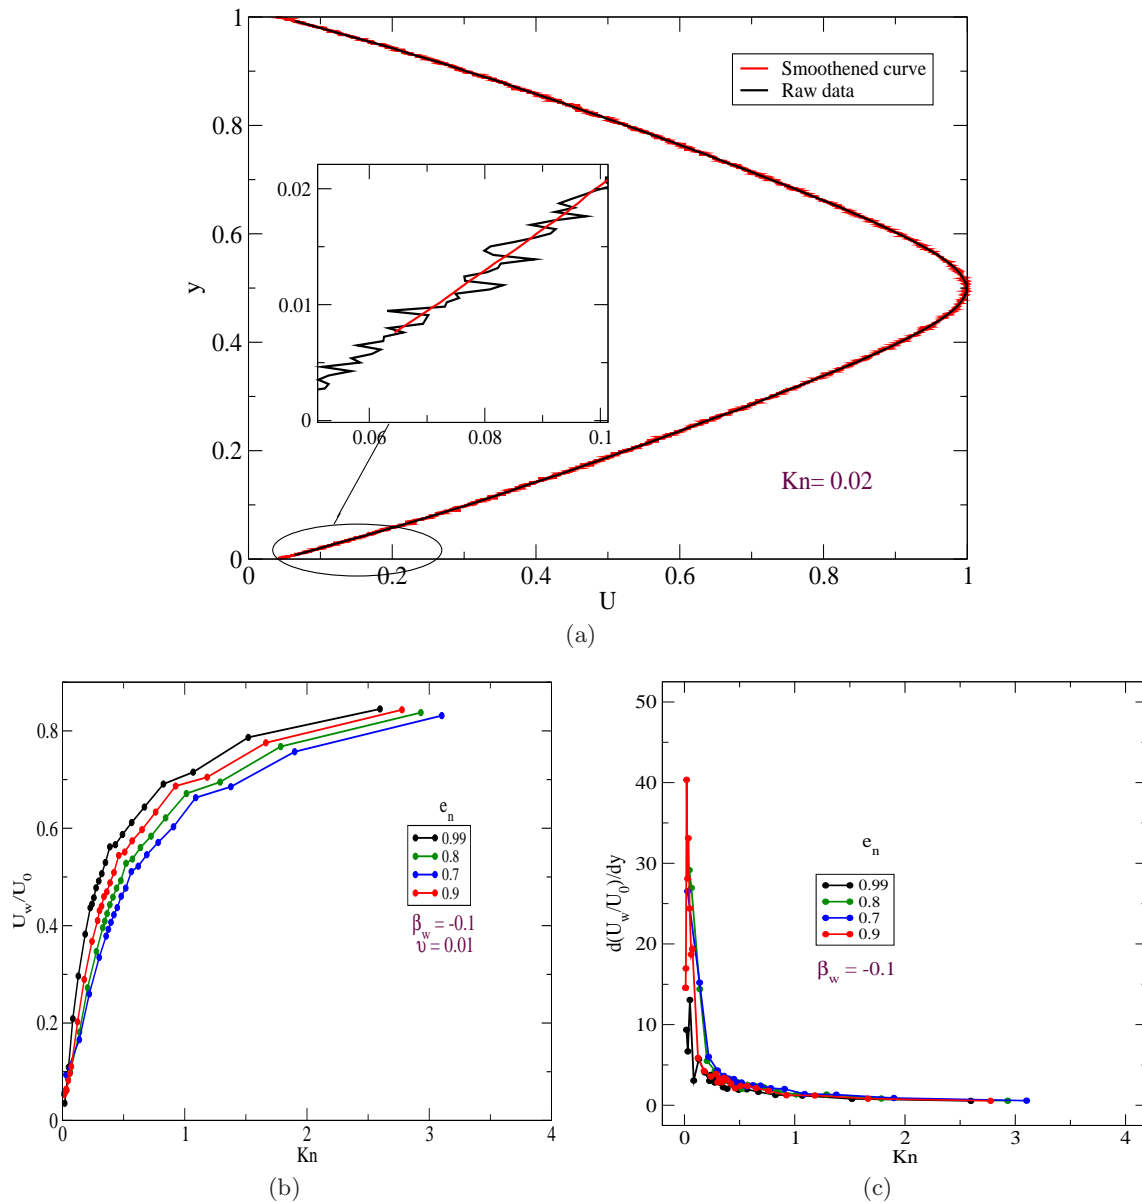 1
0.8
0.6
0.4
0.2
0
y
Smoothened curve
Raw data
0.02
0.01
0
0.06 0.08 0.1
Kn= 0.02
0 0.2 0.4 0.6 0.8 1
U
(a)
0.8
0.6
0.4
0.2
0
U_w/U_0
e_n
0.99
0.8
0.7
0.9
β_w = -0.1
υ = 0.01
0 1 2 3 4
Kn
(b)
50
40
30
20
10
0
d(U_w/U_0)/dy
e_n
0.99
0.8
0.7
0.9
β_w = -0.1
0 1 2 3 4
Kn
(c)